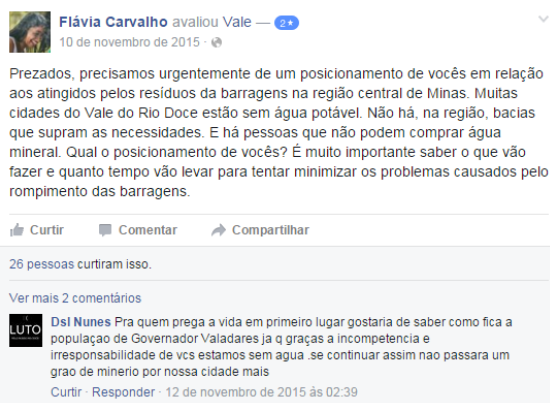 Flávia Carvalho avaliou Vale — 2★
10 de novembro de 2015 ·
Prezados, precisamos urgentemente de um posicionamento de vocês em relação
aos atingidos pelos resíduos da barragens na região central de Minas. Muitas
cidades do Vale do Rio Doce estão sem água potável. Não há, na região, bacias
que supram as necessidades. E há pessoas que não podem comprar água
mineral. Qual o posicionamento de vocês? É muito importante saber o que vão
fazer e quanto tempo vão levar para tentar minimizar os problemas causados pelo
rompimento das barragens.
Curtir Comentar Compartilhar
26 pessoas curtiram isso.
Ver mais 2 comentários
LUTO
Dsl Nunes Pra quem prega a vida em primeiro lugar gostaria de saber como fica a
populaçao de Governador Valadares ja q graças a incompetencia e
irresponsabilidade de vcs estamos sem agua .se continuar assim nao passara um
grao de minerio por nossa cidade mais
Curtir · Responder · 12 de novembro de 2015 às 02:39